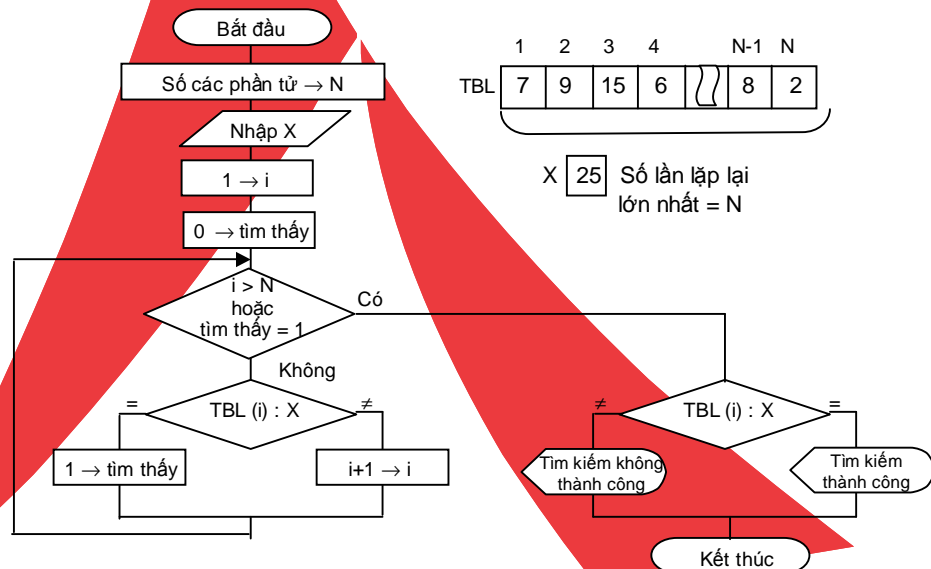 Bắt đầu
Số các phần tử → N
Nhập X
1 → i
0 → tìm thấy
i > N
hoặc
tìm thấy = 1
Có
Không
TBL (i) : X
=
≠
1 → tìm thấy
i+1 → i
1 2 3 4 N-1 N
TBL 7 9 15 6 8 2
X 25 Số lần lặp lại
lớn nhất = N
TBL (i) : X
≠
=
Tìm kiếm không
thành công
Tìm kiếm
thành công
Kết thúc